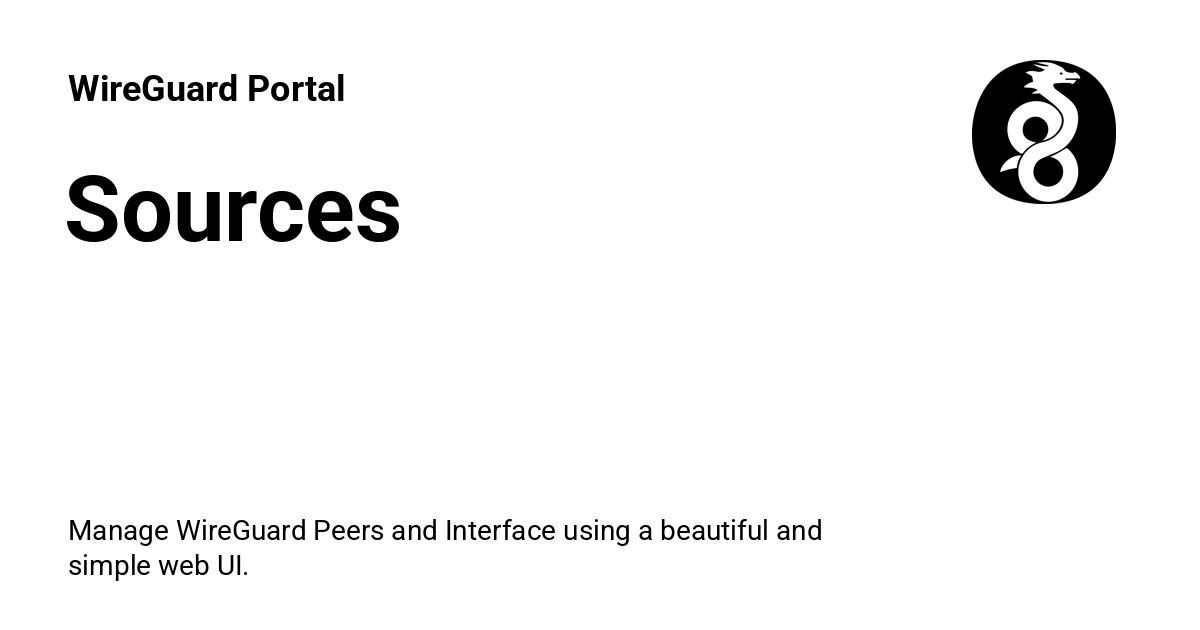 WireGuard Portal
Sources
Manage WireGuard Peers and Interface using a beautiful and
simple web UI.